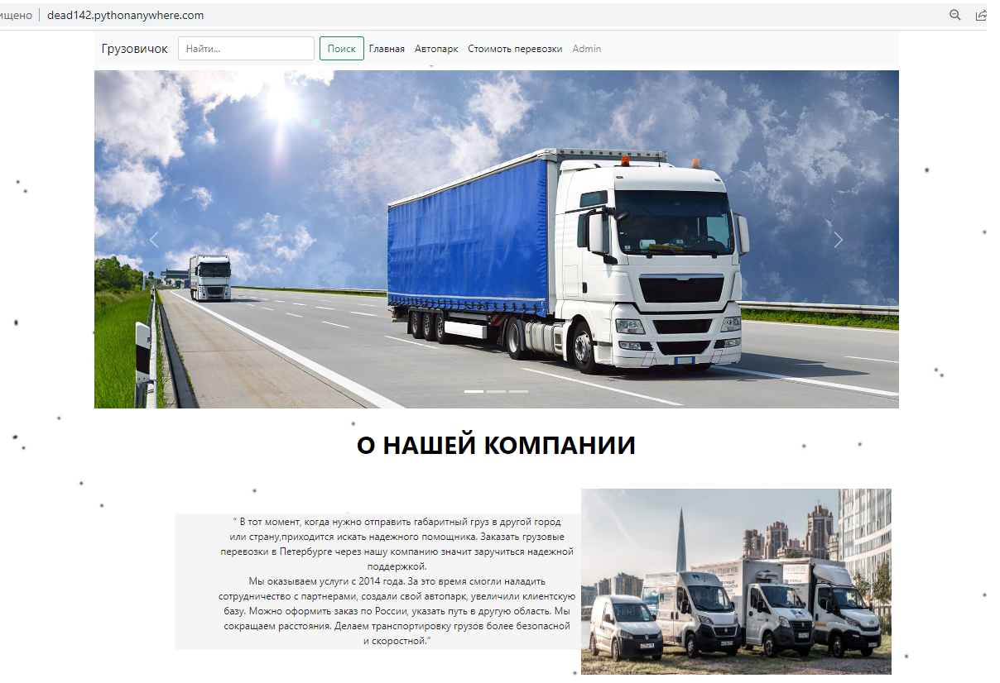 ищено dead142.pythonanywhere.com
Грузовичок Найти... Поиск Главная Автопарк Стоимоть перевозки Admin
О НАШЕЙ КОМПАНИИ
“ В тот момент, когда нужно отправить габаритный груз в другой город
или страну,приходится искать надежного помощника. Заказать грузовые
перевозки в Петербурге через нашу компанию значит заручиться надежной
поддержкой.
Мы оказываем услуги с 2014 года. За это время смогли наладить
сотрудничество с партнерами, создали свой автопарк, увеличили клиентскую
базу. Можно оформить заказ по России, указать путь в другую область. Мы
сокращаем расстояния. Делаем транспортировку грузов более безопасной
и скоростной.”